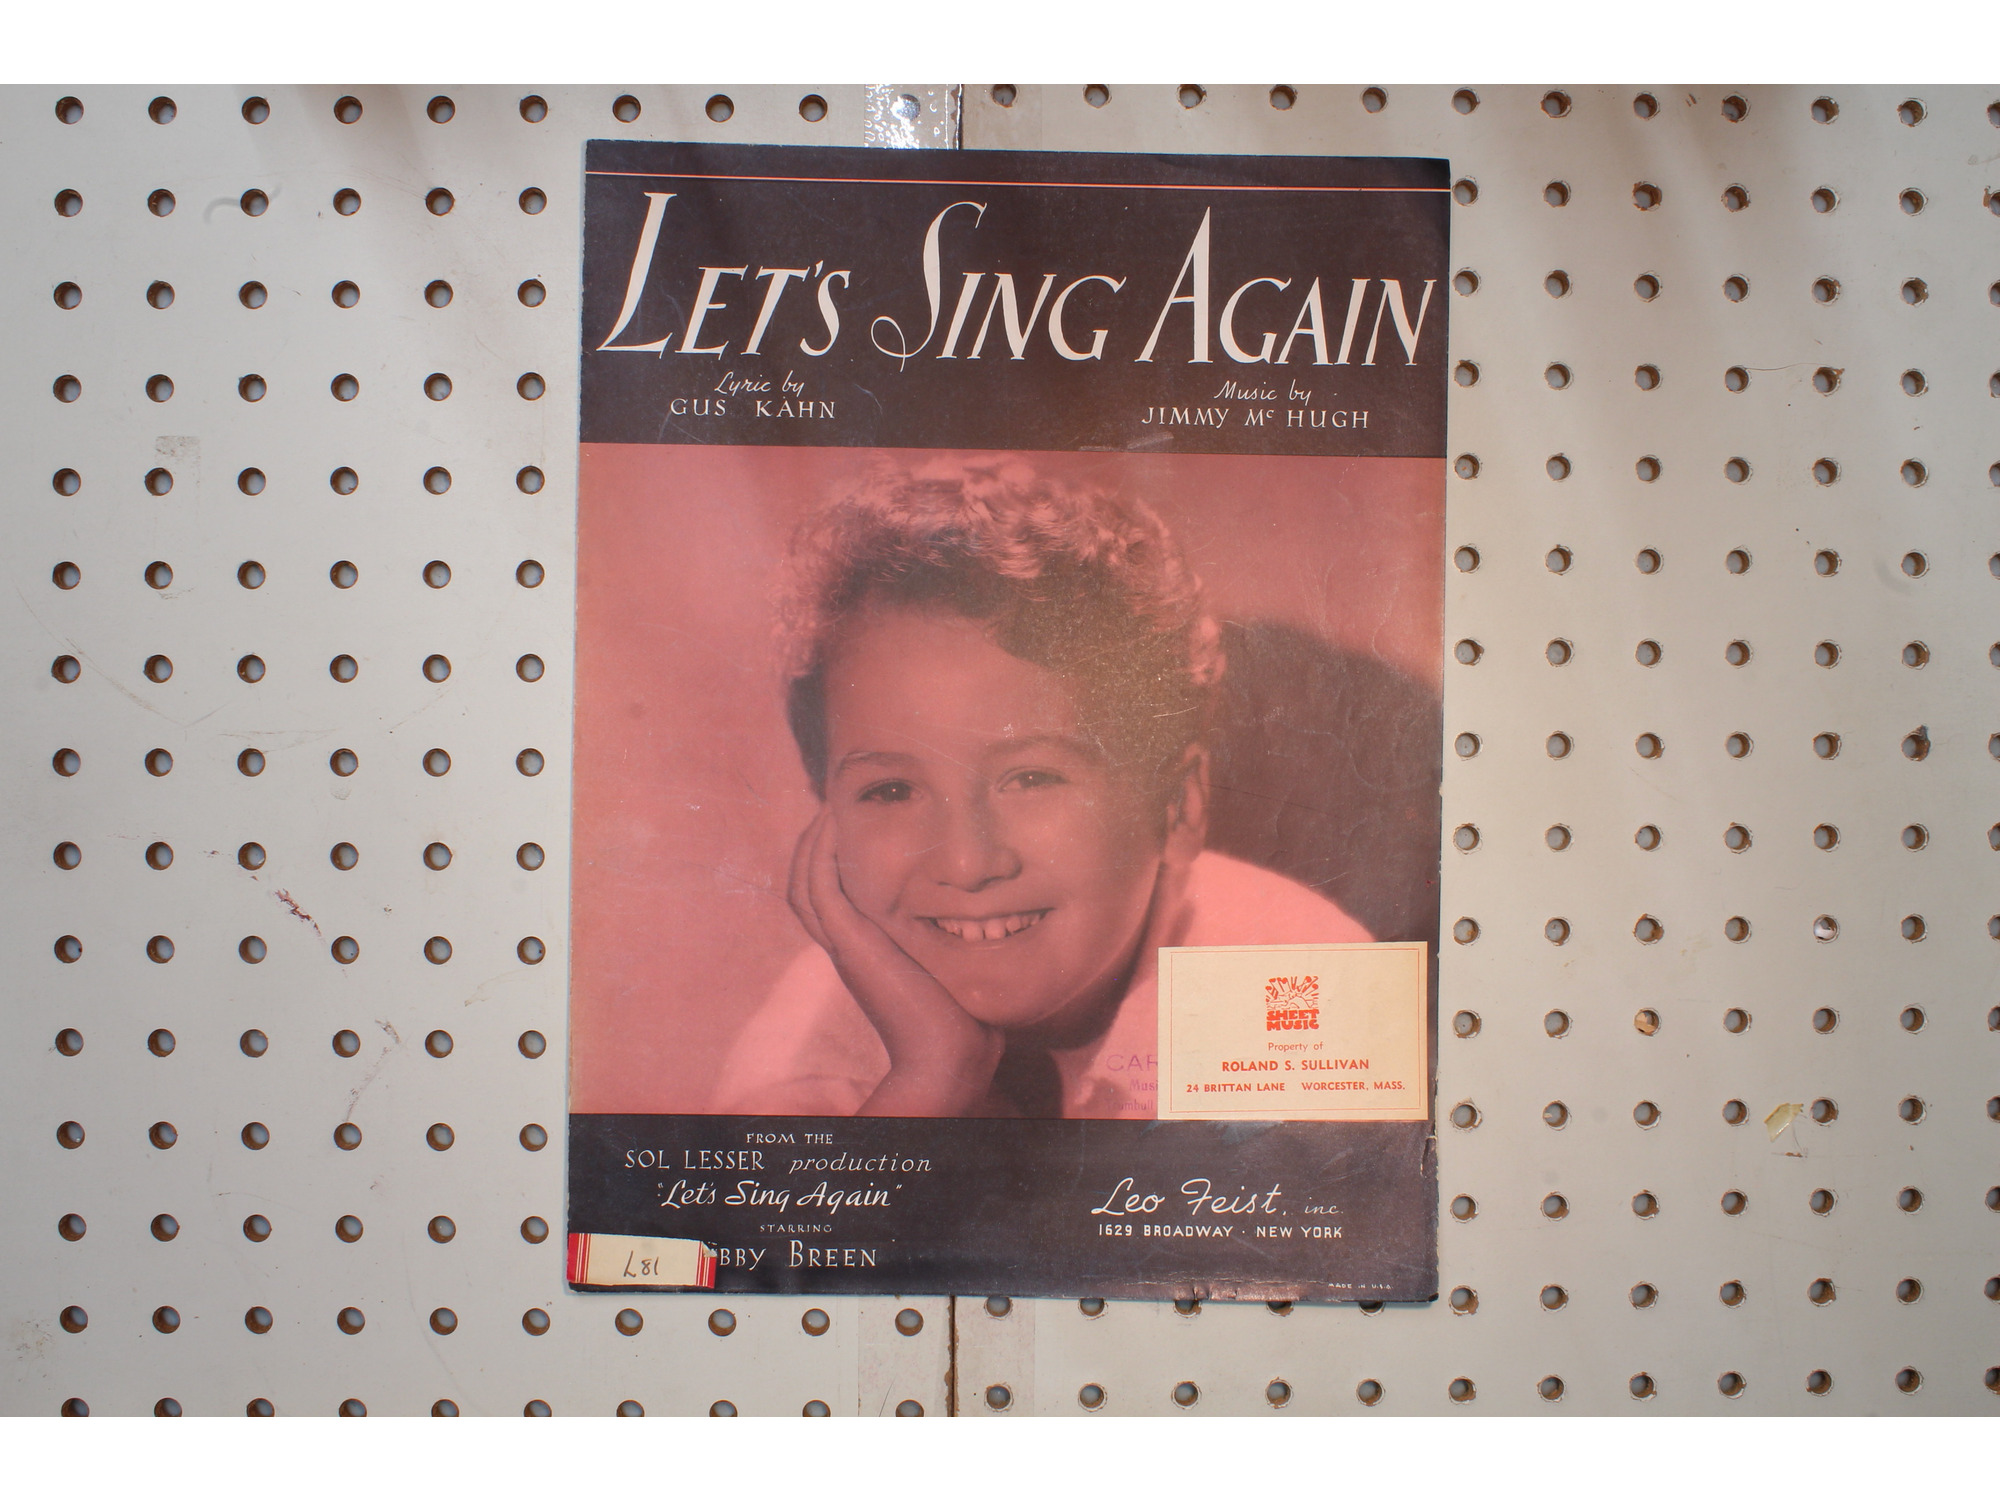 LET'S SING AGAIN
Lyric by
GUS KAHN
Music by
JIMMY Mc HUGH
SHEET
MUSIC
Property of
ROLAND S. SULLIVAN
24 BRITTAN LANE WORCESTER, MASS.
FROM THE
SOL LESSER production
"Let's Sing Again"
STARRING
BBY BREEN
L81
Leo Feist, inc.
1629 BROADWAY · NEW YORK
MADE IN U.S.A.